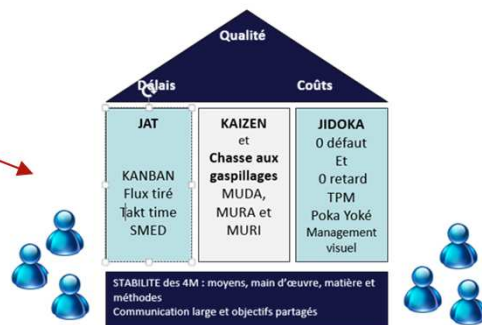 Qualité
Délais
Coûts
JAT
KANBAN
Flux tiré
Takt time
SMED
KAIZEN
et
Chasse aux
gaspillages
MUDA,
MURA et
MURI
JIDOKA
0 défaut
Et
0 retard
TPM
Poka Yoké
Management
visuel
STABILITE des 4M : moyens, main d'œuvre, matière et
méthodes
Communication large et objectifs partagés